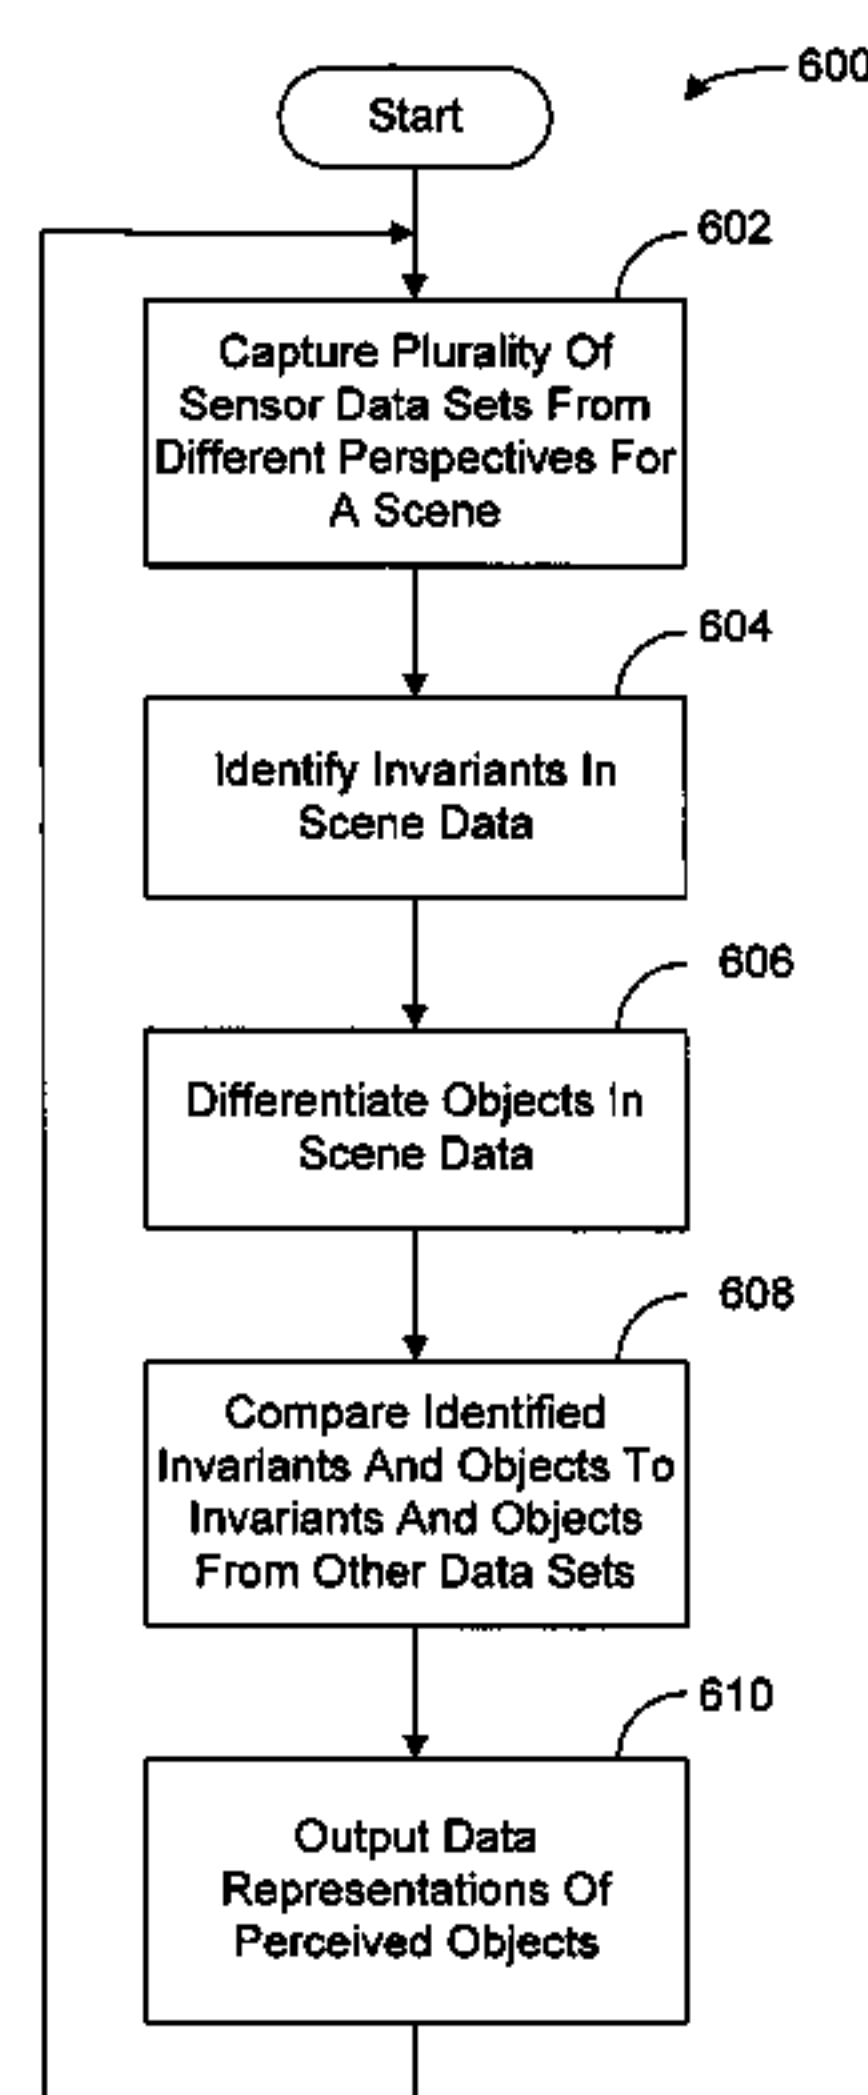 600
Start
602
Capture Plurality Of
Sensor Data Sets From
Different Perspectives For
A Scene
604
Identify Invariants In
Scene Data
606
Differentiate Objects In
Scene Data
608
Compare Identified
Invariants And Objects To
Invariants And Objects
From Other Data Sets
610
Output Data
Representations Of
Perceived Objects